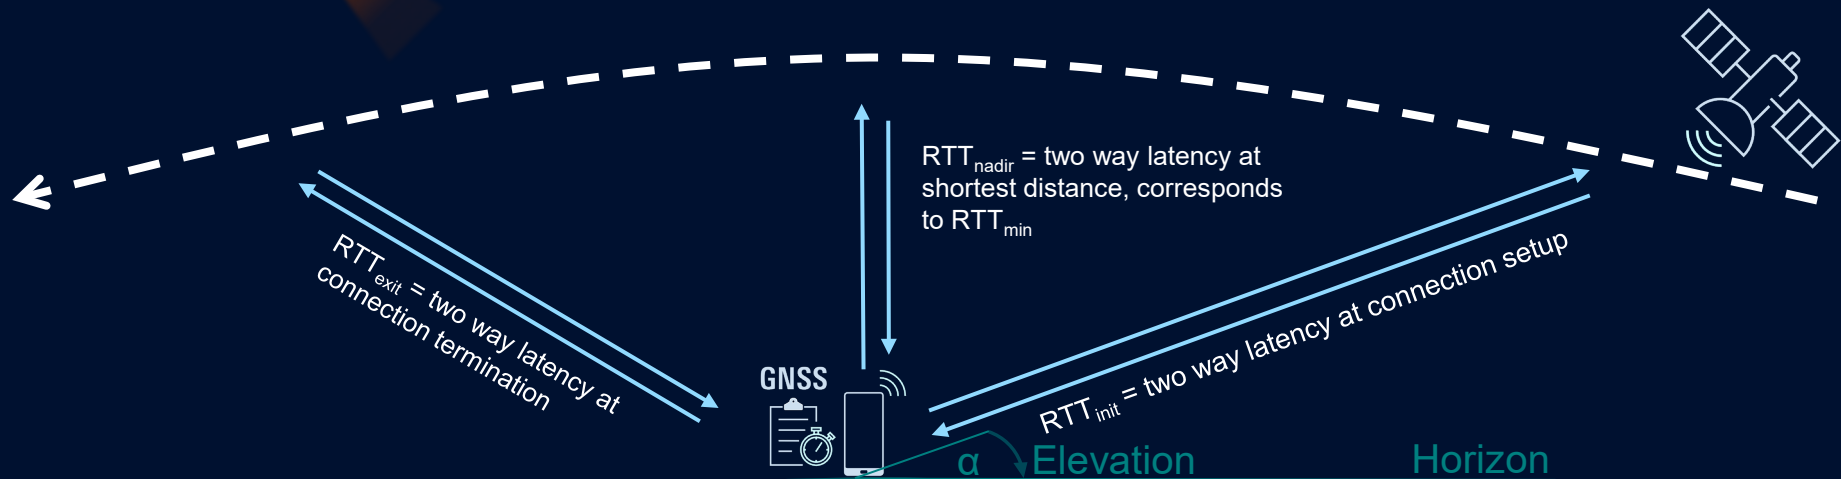 RTTnadir = two way latency at
shortest distance, corresponds
to RTTmin
RTTexit = two way latency at
connection termination
RTTinit = two way latency at connection setup
GNSS
α Elevation
Horizon